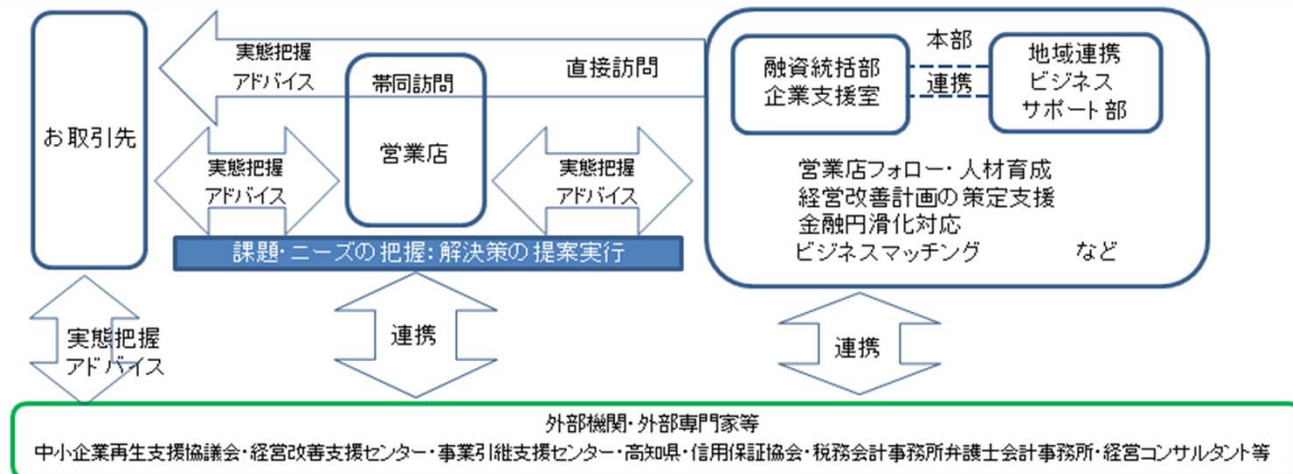 お取引先
実態把握
アドバイス
直接訪問
帯同訪問
営業店
実態把握
アドバイス
実態把握
アドバイス
課題・ニーズの把握：解決策の提案実行
本部
融資統括部
企業支援室
連携
地域連携
ビジネス
サポート部
営業店フォロー・人材育成
経営改善計画の策定支援
金融円滑化対応
ビジネスマッチング など
実態把握
アドバイス
連携
連携
外部機関・外部専門家等
中小企業再生支援協議会・経営改善支援センター・事業引継支援センター・高知県・信用保証協会・税務会計事務所弁護士会計事務所・経営コンサルタント等